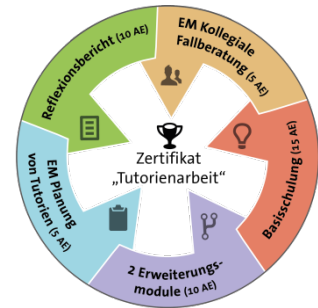 EM Kollegiale
Fallberatung (5 AE)
Basisschulung (15 AE)
2 Erweiterungs-
module (10 AE)
EM Planung
von Tutorien (5 AE)
Reflexionsbericht (10 AE)
Zertifikat
„Tutorienarbeit“